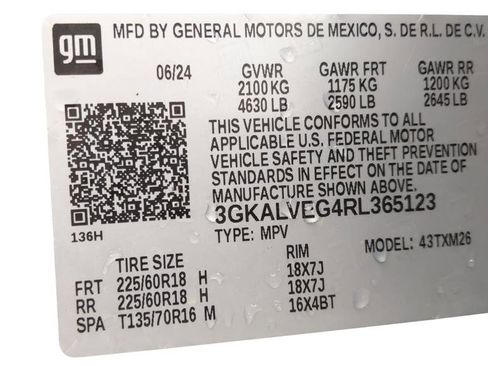 gm
MFD BY GENERAL MOTORS DE MEXICO, S. DE R.L. DE C.V.
06/24 GVWR GAWR FRT GAWR RR
2100 KG 1175 KG 1200 KG
4630 LB 2590 LB 2645 LB
THIS VEHICLE CONFORMS TO ALL
APPLICABLE U.S. FEDERAL MOTOR
VEHICLE SAFETY AND THEFT PREVENTION
STANDARDS IN EFFECT ON THE DATE OF
MANUFACTURE SHOWN ABOVE.
3GKALVEG4RL365123
136H TYPE: MPV MODEL: 43TXM26
TIRE SIZE RIM
FRT 225/60R18 H 18X7J
RR 225/60R18 H 18X7J
SPA T135/70R16 M 16X4BT